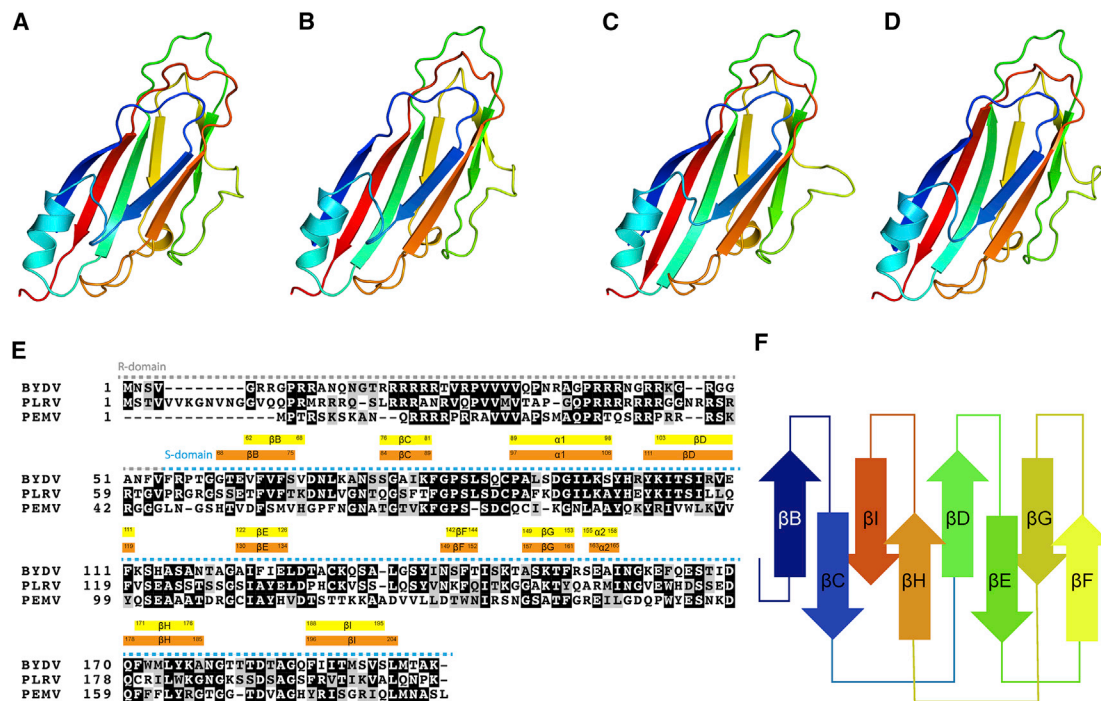 A
B
C
D
E
R-domain
BYDV 1 MNSV---------GRRGPRRANQNGTRRRRRRTVRPVVVVQPNRAGPRRRNGRRKG--RGG
PLRV 1 MSTVVVKGNVNGGVQQPRMRRRQ-SLRRRANRVQPVVMVTAP-GQPRRRRRRRGGNRRSR
PEMV 1 --------------MPTRSKSKAN--QRRRRPRRAVVVAPSMAQPRTQSRRPRR--RSK
62 βB 68 76 βC 81 89 α1 98 103 βD
S-domain 68 βB 75 84 βC 89 97 α1 106 111 βD
BYDV 51 ANFVFRPTGGTEVFVFSVDNLKANSSGAIKFGPSLSQCPALSDGILKSYHRYKITSIRVE
PLRV 59 RTGVPRGRGSSETFVFTKDNLVGNTQGSFTFGPSLSDCPAFKDGILKAYHEYKITSILLQ
PEMV 42 RGGGLN-GSHTVDFSMVHGPFNGNATGTVKFGPS-SDCQCI-KGNLAAYQKYRIVWLKVV
111 122 βE 126 142 βF 144 149 βG 153 155 α2 158
119 130 βE 134 149 βF 152 157 βG 161 163 α2 165
BYDV 111 FKSHASANTAGAIFIELDTACKQSA-LGSYINSFTISKTASKTFRSEAINGKEFQESTID
PLRV 119 FVSEASSTSSGSIAYELDPHCKVSS-LQSYVNKFQITKGGAKTYQARMINGVEWHDSSED
PEMV 99 YQSEAAATDRGCIAYHVDTSTTKKAADVVLLDTWNIRSNGSATFGREILGDQPWYESNKD
171 βH 176 188 βI 195
178 βH 185 196 βI 204
BYDV 170 QFWMLYKANGTTTDTAGQFIITMSVSLMTAK-
PLRV 178 QCRILWKGNGKSSDSAGSFRVTIKVALQNPK-
PEMV 159 QFFFLYRGTGG-TDVAGHYRISGRIQLMNASL
F
βB
βC
βI
βH
βD
βE
βG
βF